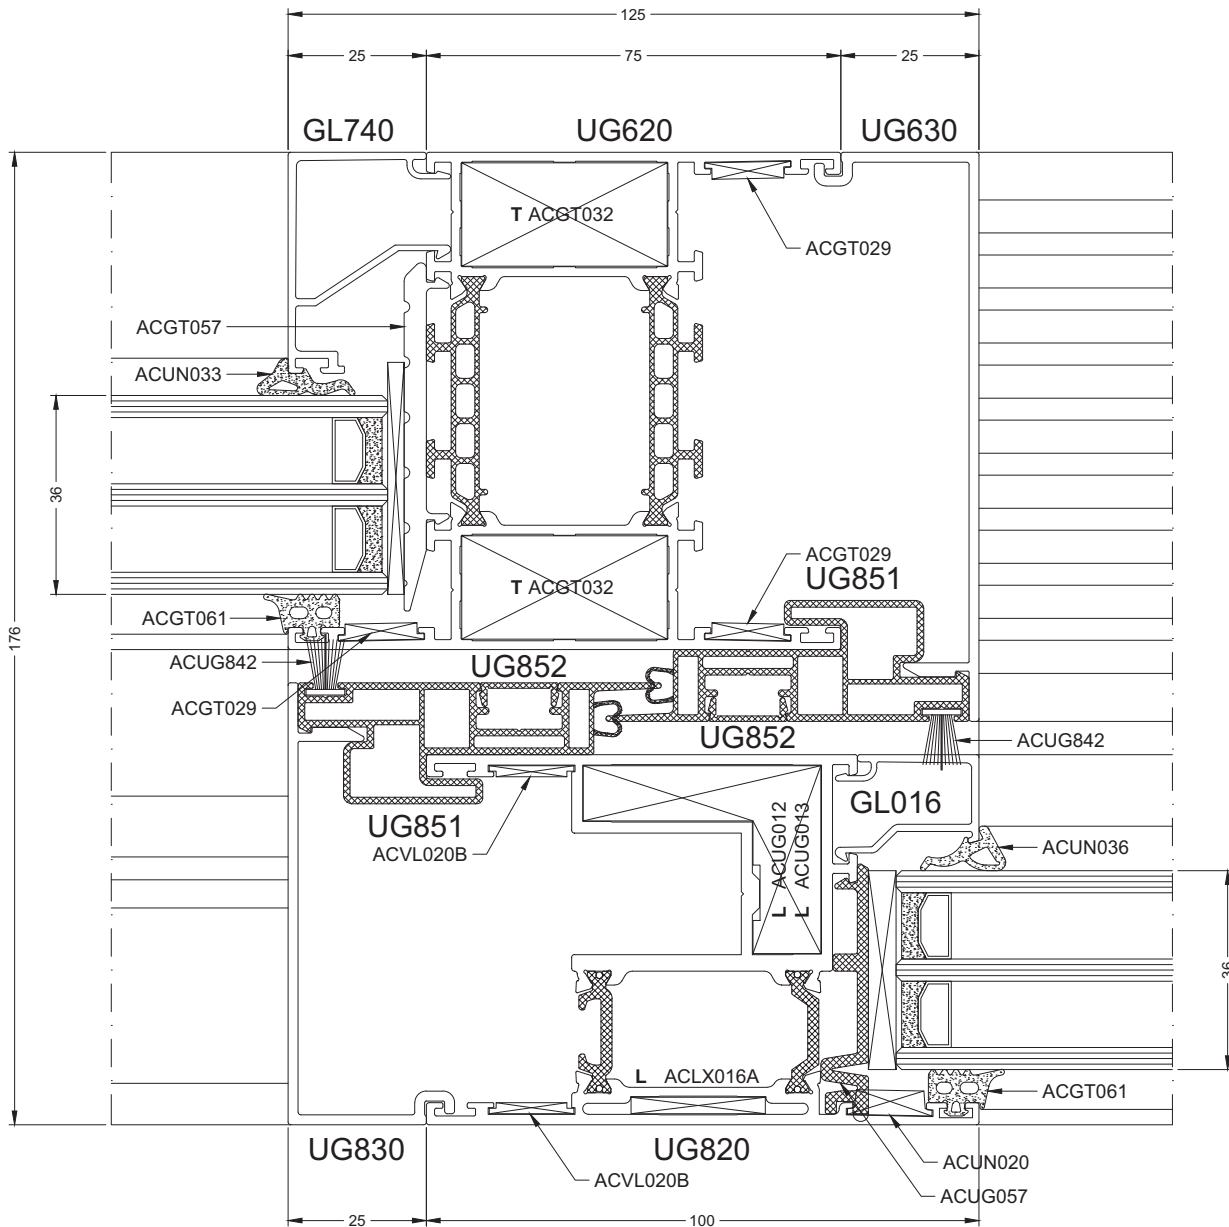 125
25
75
25
GL740
UG620
UG630
T ACGT032
ACGT029
ACGT057
ACUN033
36
176
ACGT029
T ACGT032
UG851
ACGT061
ACUG842
UG852
ACGT029
UG852
ACUG842
GL016
UG851
ACVL020B
L ACUG012
L ACUG013
ACUN036
36
L ACLX016A
ACGT061
UG830
UG820
ACUN020
ACVL020B
ACUG057
25
100